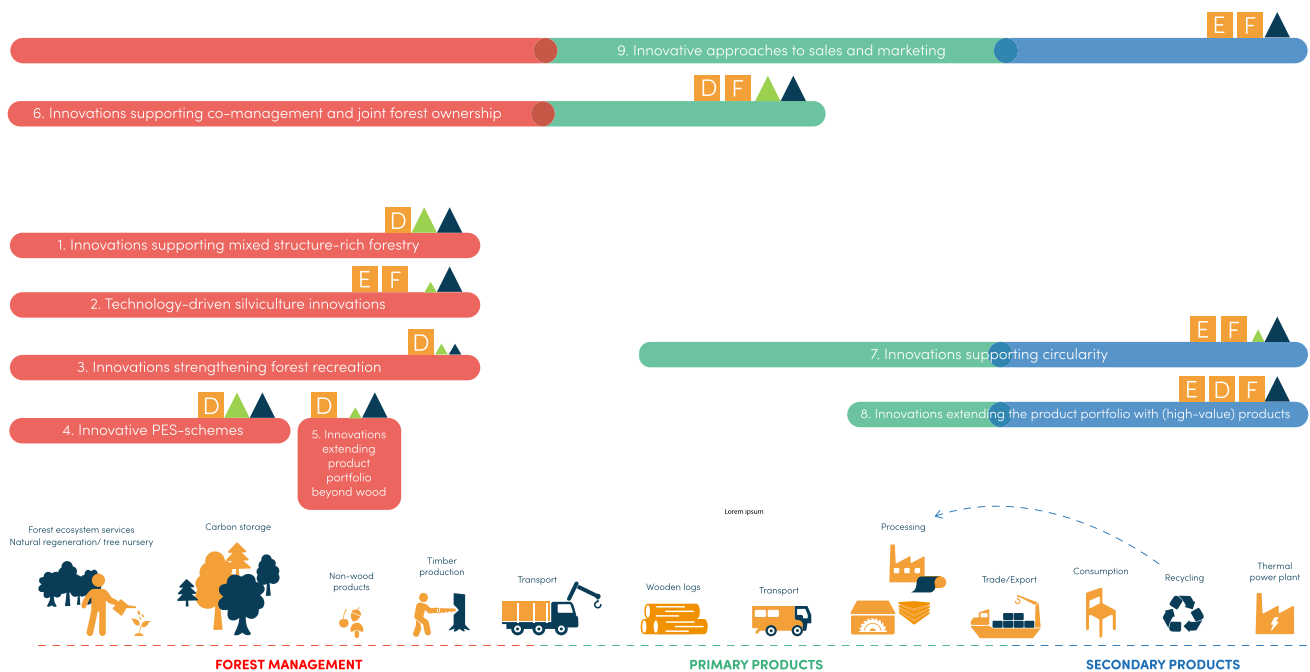 E F
9. Innovative approaches to sales and marketing
D F
6. Innovations supporting co-management and joint forest ownership
D
1. Innovations supporting mixed structure-rich forestry
E F
2. Technology-driven silviculture innovations
E F
7. Innovations supporting circularity
D
3. Innovations strengthening forest recreation
E D F
8. Innovations extending the product portfolio with (high-value) products
D
4. Innovative PES-schemes
D
5. Innovations
extending
product
portfolio
beyond wood
Lorem ipsum
Forest ecosystem services
Natural regeneration/ tree nursery
Carbon storage
Non-wood
products
Timber
production
Transport
Wooden logs
Transport
Processing
Trade/Export
Consumption
Recycling
Thermal
power plant
FOREST MANAGEMENT
PRIMARY PRODUCTS
SECONDARY PRODUCTS